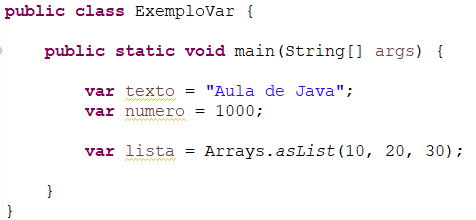 public class ExemploVar {
public static void main(String[] args) {
var texto = "Aula de Java";
var numero = 1000;
var lista = Arrays.asList(10, 20, 30);
}
}